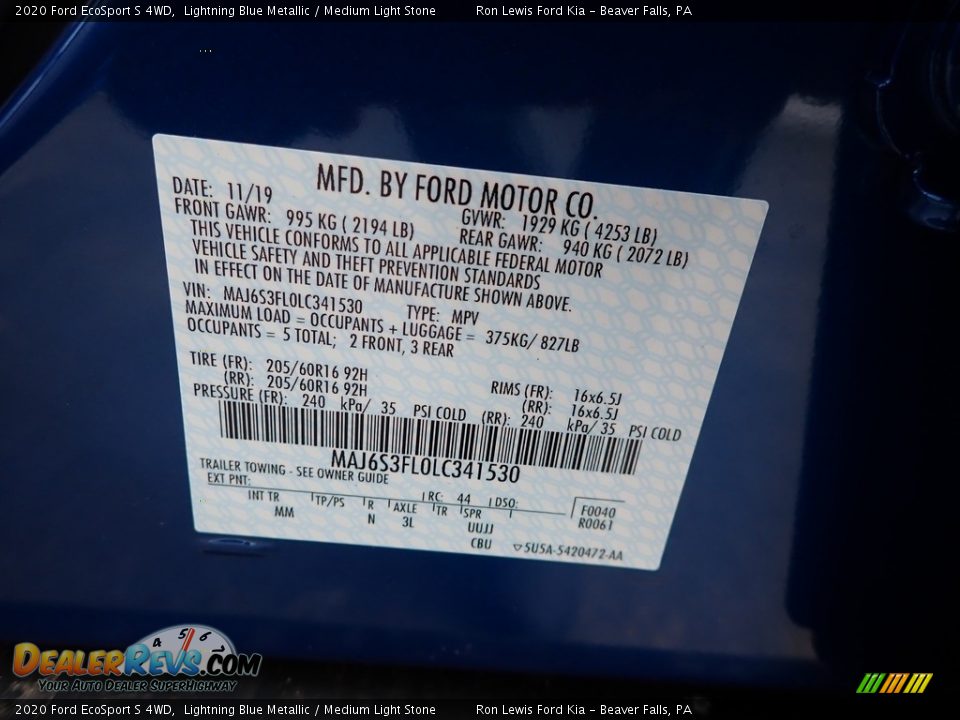 2020 Ford EcoSport S 4WD, Lightning Blue Metallic / Medium Light Stone Ron Lewis Ford Kia - Beaver Falls, PA
MFD. BY FORD MOTOR CO.
DATE: 11/19 GVWR: 1929 KG ( 4253 LB)
FRONT GAWR: 995 KG ( 2194 LB) REAR GAWR: 940 KG ( 2072 LB)
THIS VEHICLE CONFORMS TO ALL APPLICABLE FEDERAL MOTOR
VEHICLE SAFETY AND THEFT PREVENTION STANDARDS
IN EFFECT ON THE DATE OF MANUFACTURE SHOWN ABOVE.
VIN: MAJ6S3FL0LC341530 TYPE: MPV
MAXIMUM LOAD = OCCUPANTS + LUGGAGE = 375KG/ 827LB
OCCUPANTS = 5 TOTAL; 2 FRONT, 3 REAR
TIRE (FR): 205/60R16 92H RIMS (FR): 16x6.5J
(RR): 205/60R16 92H (RR): 16x6.5J
PRESSURE (FR): 240 kPa/ 35 PSI COLD (RR): 240 kPa/ 35 PSI COLD
MAJ6S3FL0LC341530
TRAILER TOWING - SEE OWNER GUIDE
EXT PNT: RC: 44 DSO:
INT TR TP/PS R AXLE TR SPR F0040
MM N 3L UUJJ R0061
CBU 5U5A-5420472-AA
4 5 6
DEALERREVS.COM
YOUR AUTO DEALER SUPERHIGHWAY
2020 Ford EcoSport S 4WD, Lightning Blue Metallic / Medium Light Stone Ron Lewis Ford Kia - Beaver Falls, PA